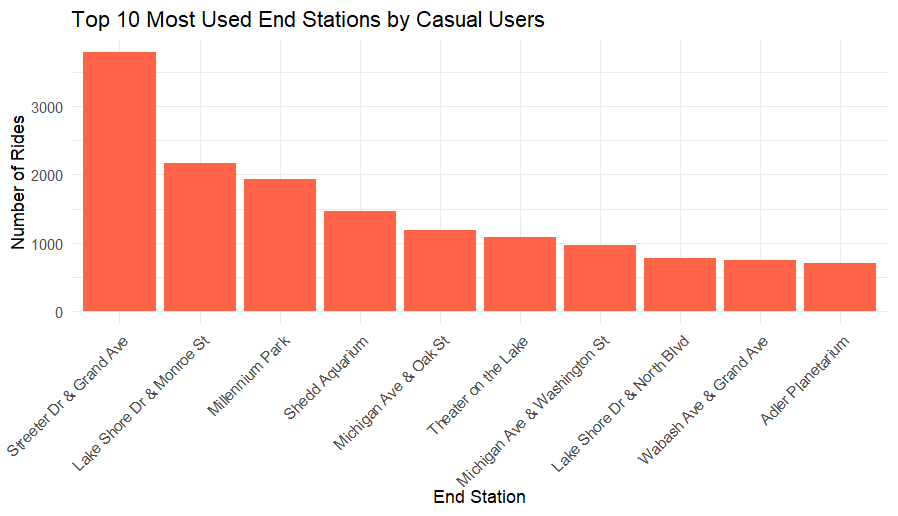 Top 10 Most Used End Stations by Casual Users
Number of Rides
3000
2000
1000
0
Streeter Dr & Grand Ave
Lake Shore Dr & Monroe St
Millennium Park
Shedd Aquarium
Michigan Ave & Oak St
Theater on the Lake
Michigan Ave & Washington St
Lake Shore Dr & North Blvd
Wabash Ave & Grand Ave
Adler Planetarium
End Station